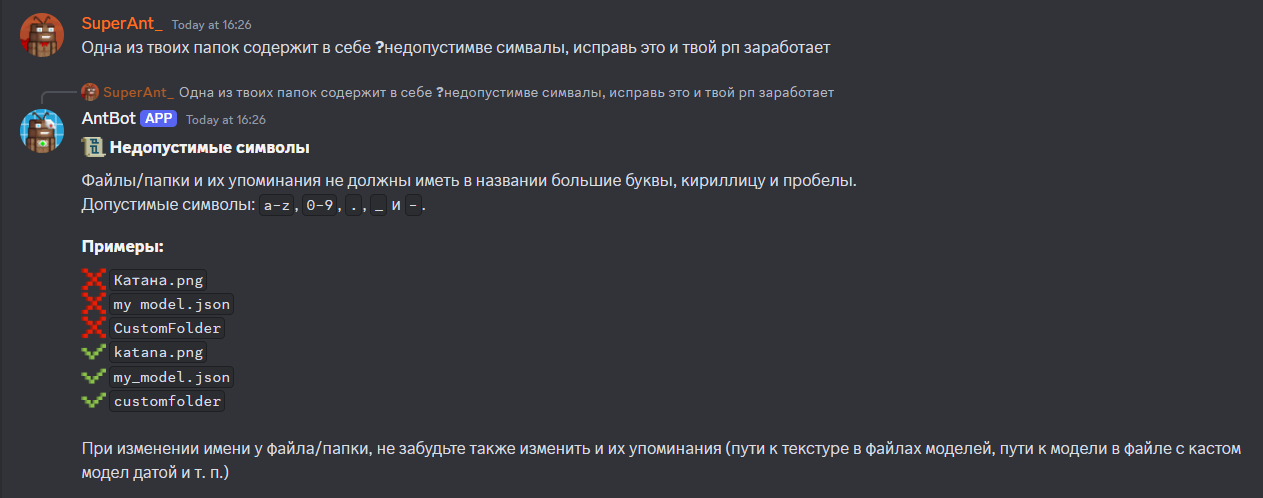 SuperAnt_ Today at 16:26
Одна из твоих папок содержит в себе ?недопустимве симвалы, исправь это и твой рп заработает
SuperAnt_ Одна из твоих папок содержит в себе ?недопустимве симвалы, исправь это и твой рп заработает
AntBot APP Today at 16:26
Недопустимые символы
Файлы/папки и их упоминания не должны иметь в названии большие буквы, кириллицу и пробелы.
Допустимые символы: a-z, 0-9, ., _ и -.
Примеры:
Катана.png
my model.json
CustomFolder
katana.png
my_model.json
customfolder
При изменении имени у файла/папки, не забудьте также изменить и их упоминания (пути к текстуре в файлах моделей, пути к модели в файле с кастом
модел датой и т. п.)